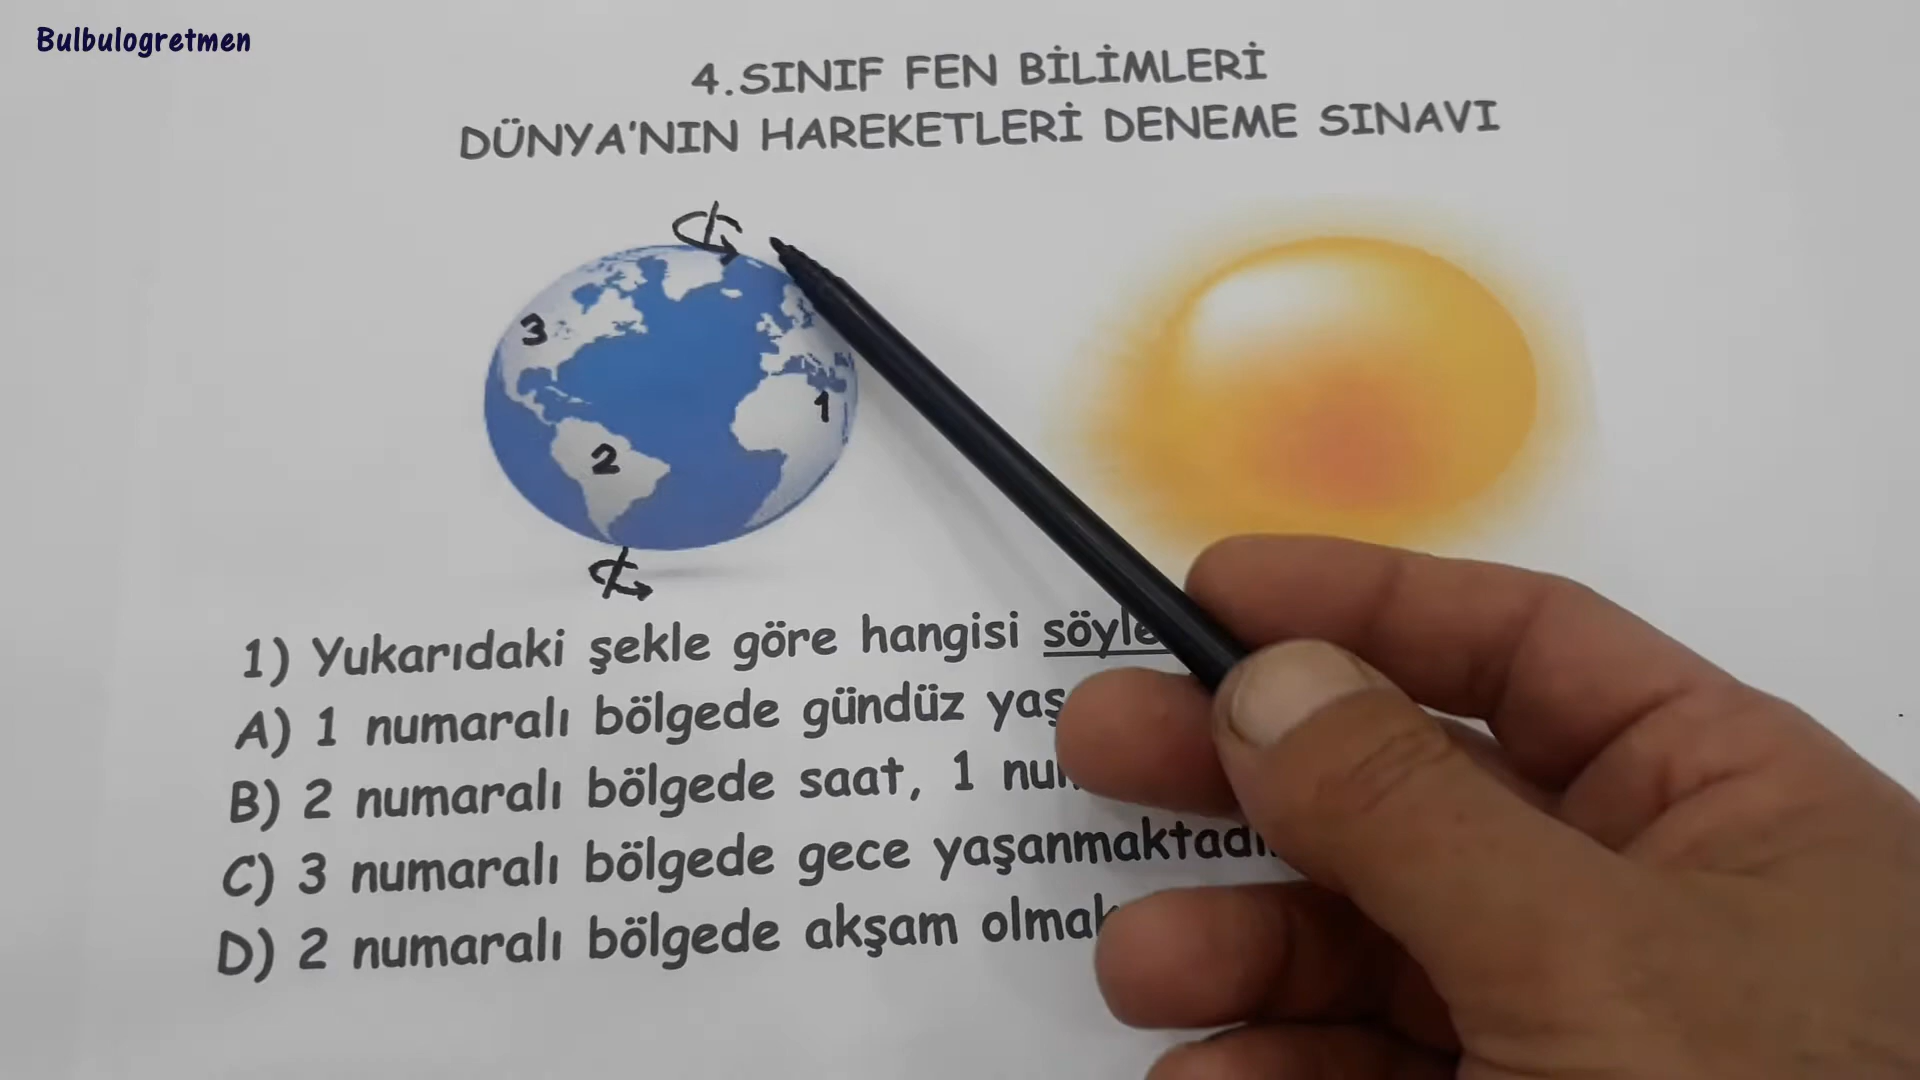 Bulbulogretmen
4.SINIF FEN BİLİMLERİ
DÜNYA'NIN HAREKETLERİ DENEME SINAVI
3
1
2
1) Yukarıdaki şekle göre hangisi
A) 1 numaralı bölgede gündüz
B) 2 numaralı bölgede saat, 1
C) 3 numaralı bölgede gece yaşanmaktadır.
D) 2 numaralı bölgede akşam